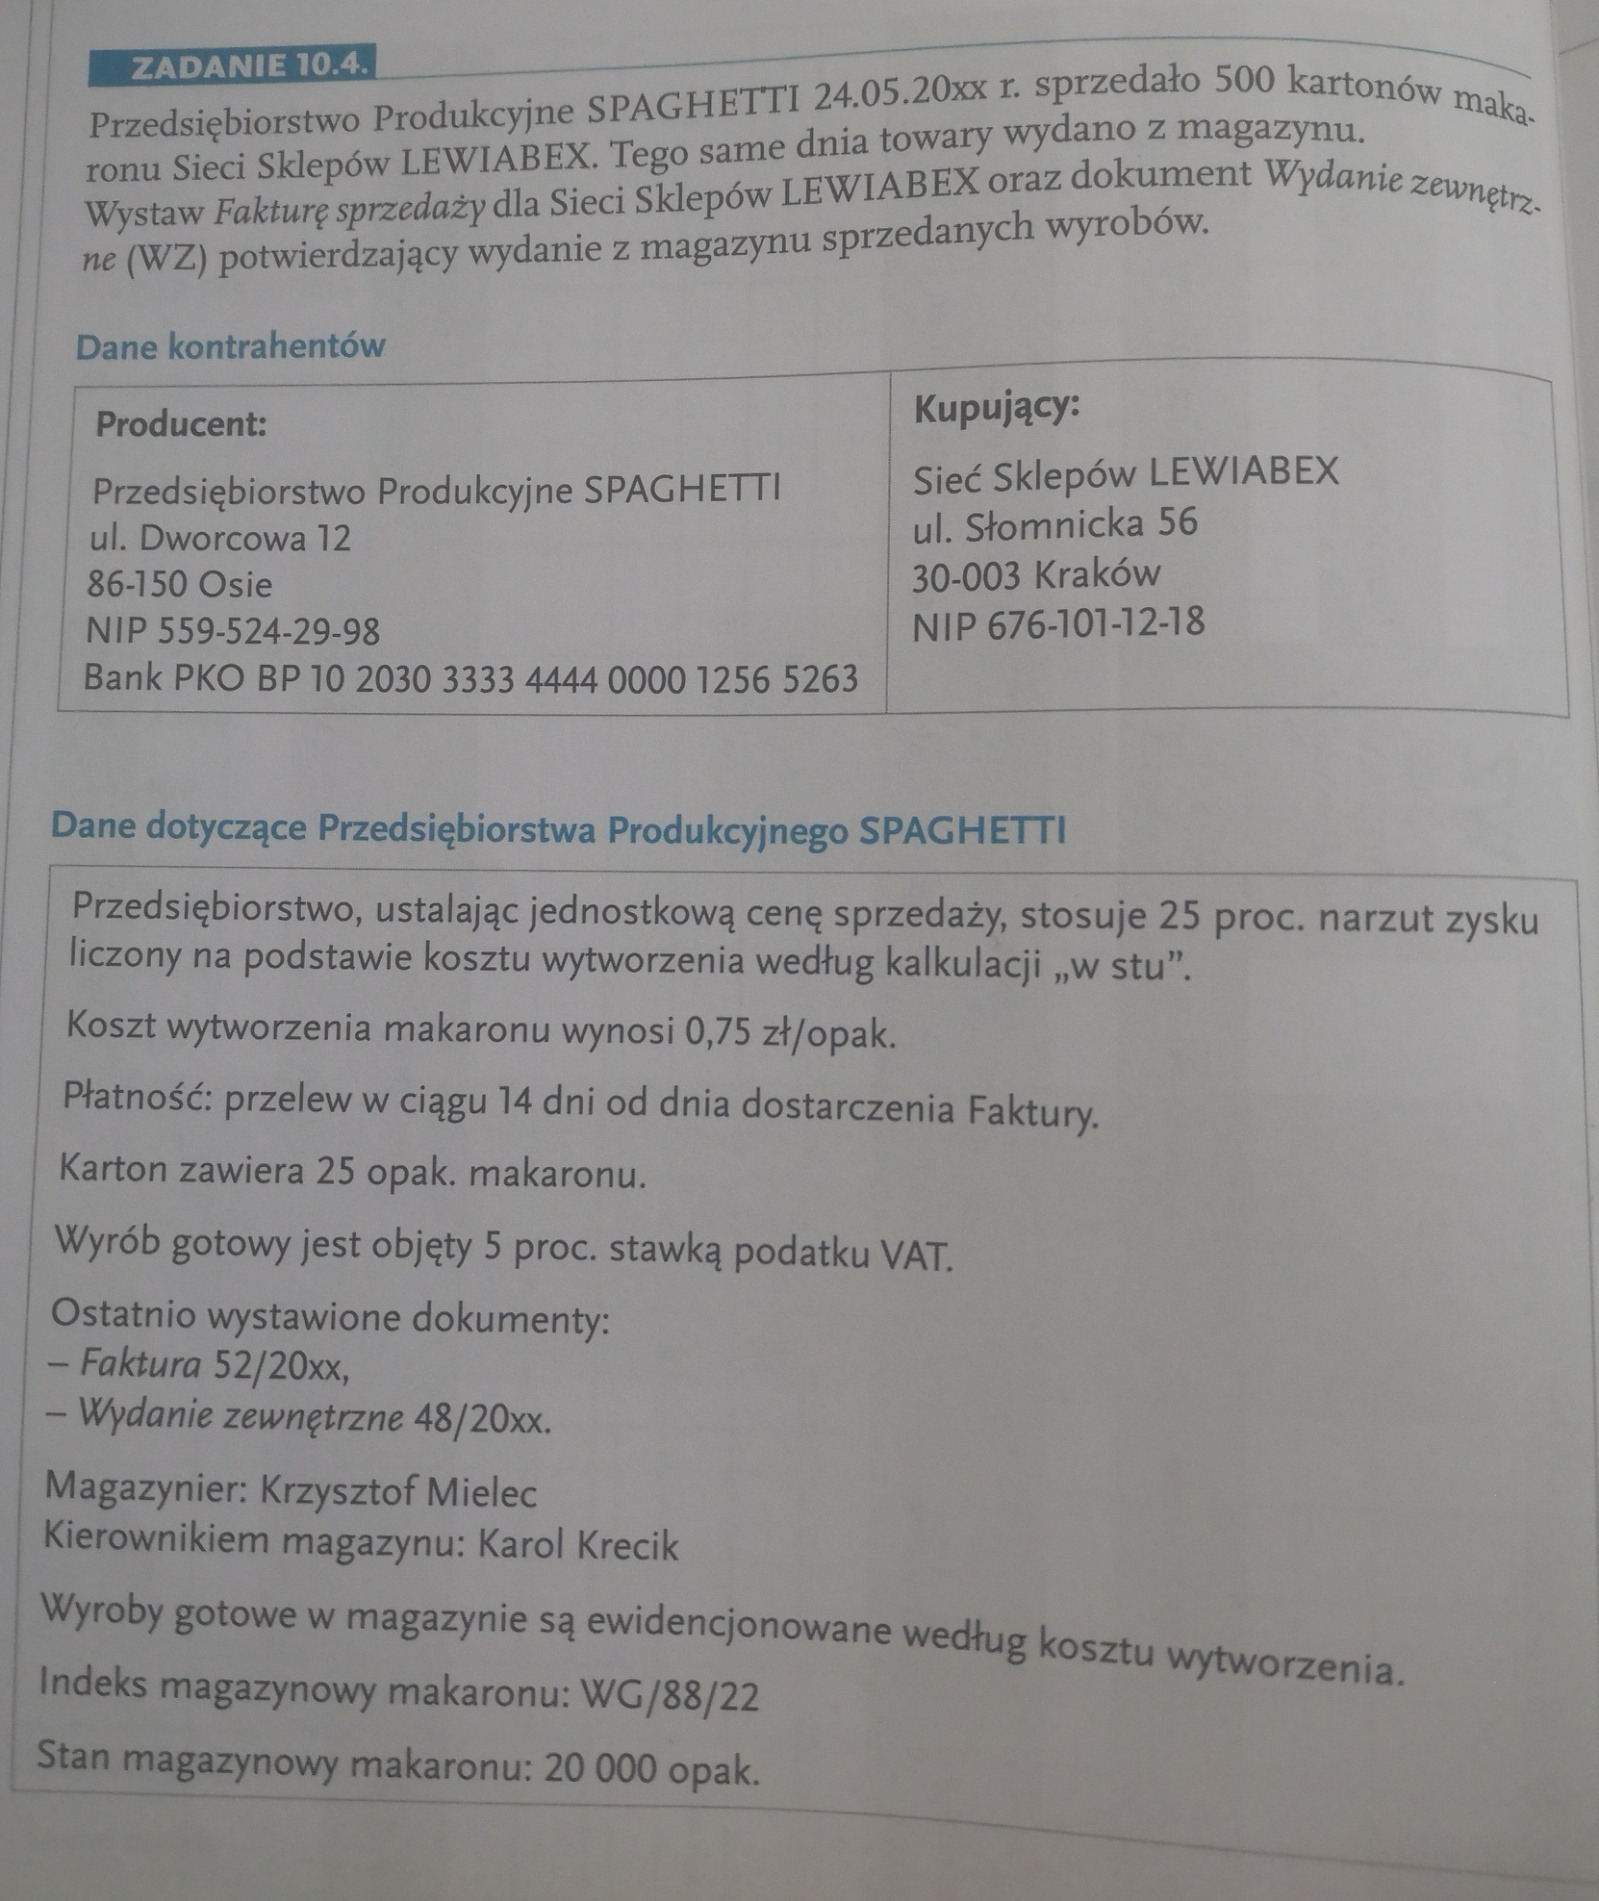 ZADANIE 10.4.
Przedsiębiorstwo Produkcyjne SPAGHETTI 24.05.20xx r. sprzedało 500 kartonów maka-
ronu Sieci Sklepów LEWIABEX. Tego same dnia towary wydano z magazynu.
Wystaw Fakturę sprzedaży dla Sieci Sklepów LEWIABEX oraz dokument Wydanie zewnętrz-
ne (WZ) potwierdzający wydanie z magazynu sprzedanych wyrobów.
Dane kontrahentów
Producent:
Przedsiębiorstwo Produkcyjne SPAGHETTI
ul. Dworcowa 12
86-150 Osie
NIP 559-524-29-98
Bank PKO BP 10 2030 3333 4444 0000 1256 5263
Kupujący:
Sieć Sklepów LEWIABEX
ul. Słomnicka 56
30-003 Kraków
NIP 676-101-12-18
Dane dotyczące Przedsiębiorstwa Produkcyjnego SPAGHETTI
Przedsiębiorstwo, ustalając jednostkową cenę sprzedaży, stosuje 25 proc. narzut zysku
liczony na podstawie kosztu wytworzenia według kalkulacji „w stu”.
Koszt wytworzenia makaronu wynosi 0,75 zł/opak.
Płatność: przelew w ciągu 14 dni od dnia dostarczenia Faktury.
Karton zawiera 25 opak. makaronu.
Wyrób gotowy jest objęty 5 proc. stawką podatku VAT.
Ostatnio wystawione dokumenty:
– Faktura 52/20xx,
– Wydanie zewnętrzne 48/20xx.
Magazynier: Krzysztof Mielec
Kierownikiem magazynu: Karol Krecik
Wyroby gotowe w magazynie są ewidencjonowane według kosztu wytworzenia.
Indeks magazynowy makaronu: WG/88/22
Stan magazynowy makaronu: 20 000 opak.